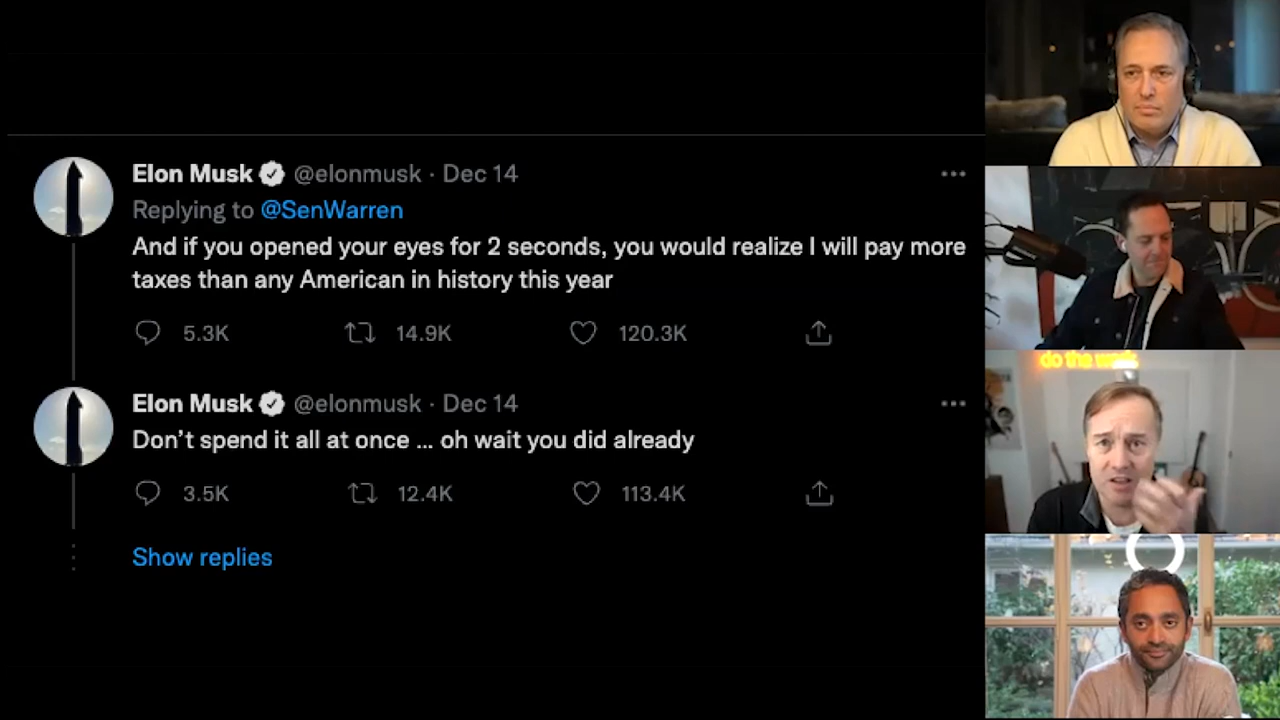 Elon Musk @elonmusk · Dec 14
Replying to @SenWarren
And if you opened your eyes for 2 seconds, you would realize I will pay more
taxes than any American in history this year
5.3K 14.9K 120.3K
Elon Musk @elonmusk · Dec 14
Don’t spend it all at once ... oh wait you did already
3.5K 12.4K 113.4K
Show replies
do the work